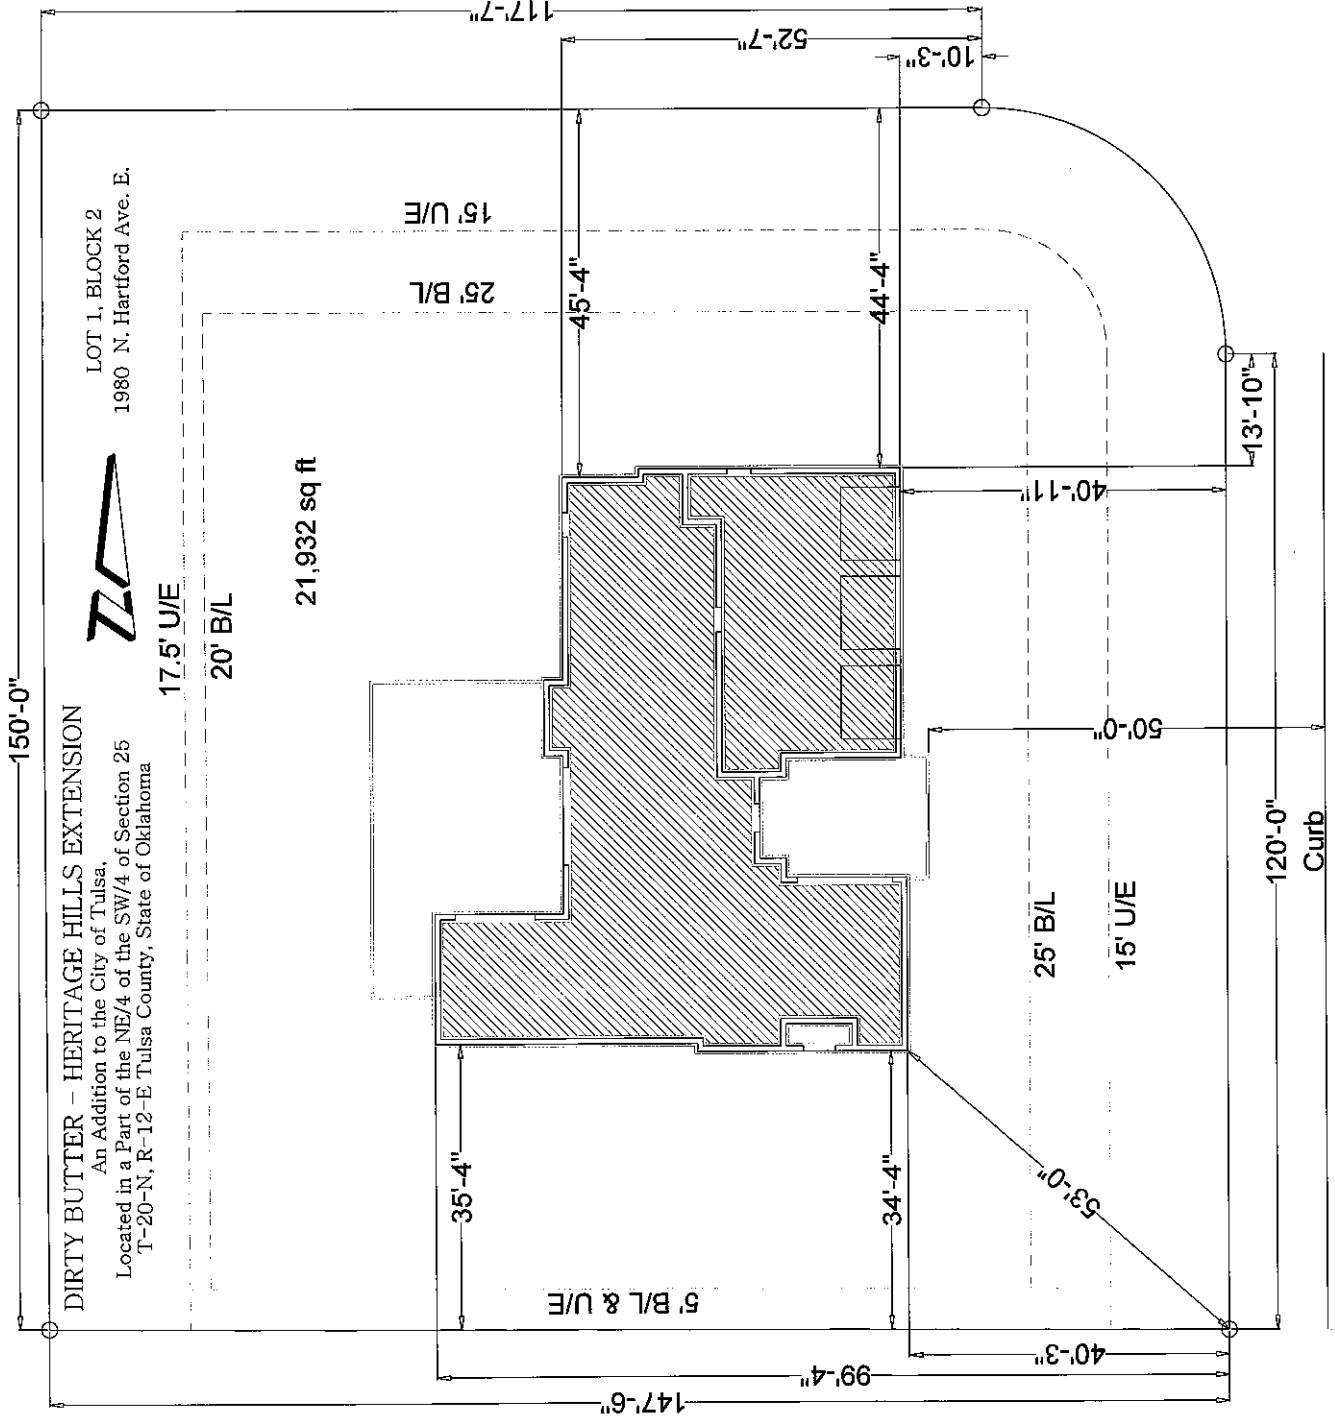 117'-7"
52'-7"
10'-3"
150'-0"
LOT 1, BLOCK 2
1980 N. Hartford Ave. E.
DIRTY BUTTER - HERITAGE HILLS EXTENSION
An Addition to the City of Tulsa,
Located in a Part of the NE/4 of the SW/4 of Section 25
T-20-N, R-12-E Tulsa County, State of Oklahoma
17.5' U/E
20' B/L
15' U/E
25' B/L
21,932 sq ft
45'-4"
44'-4"
13'-10"
40'-11"
50'-0"
120'-0"
Curb
25' B/L
15' U/E
35'-4"
34'-4"
53'-0"
5' B/L & U/E
40'-3"
99'-4"
147'-6"